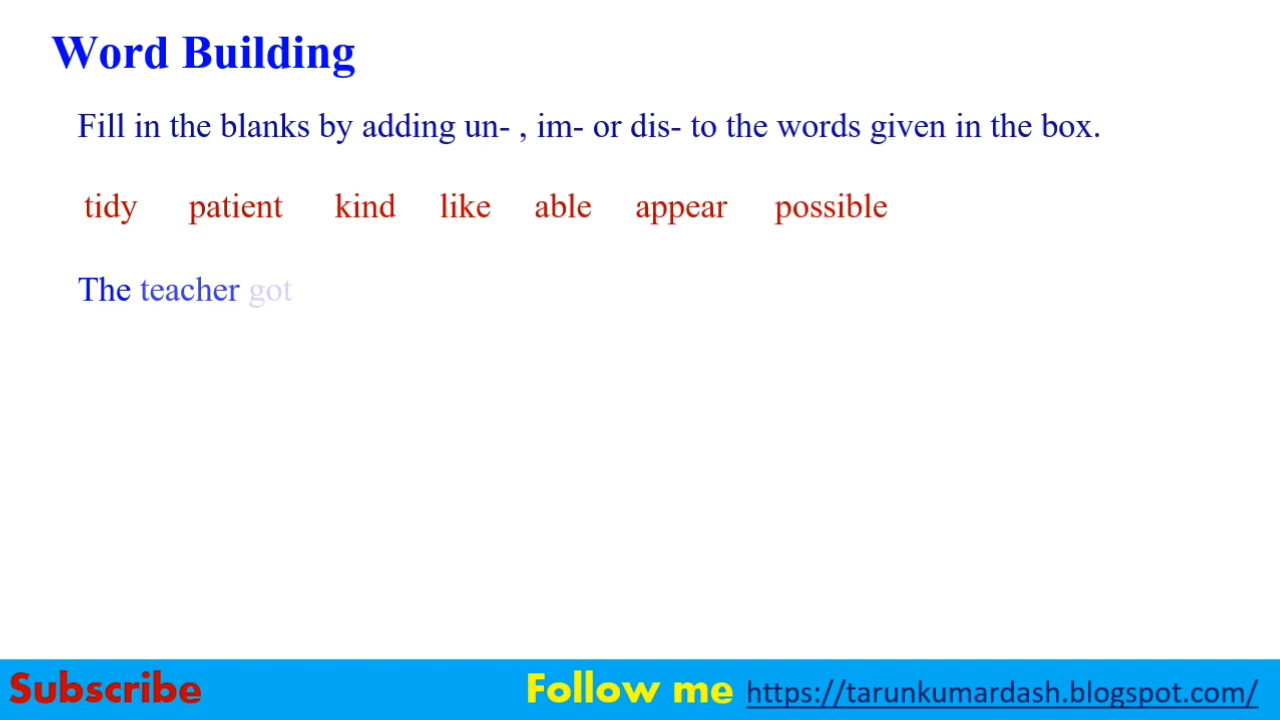 Word Building
Fill in the blanks by adding un- , im- or dis- to the words given in the box.
tidy patient kind like able appear possible
The teacher got
Subscribe Follow me https://tarunkumardash.blogspot.com/